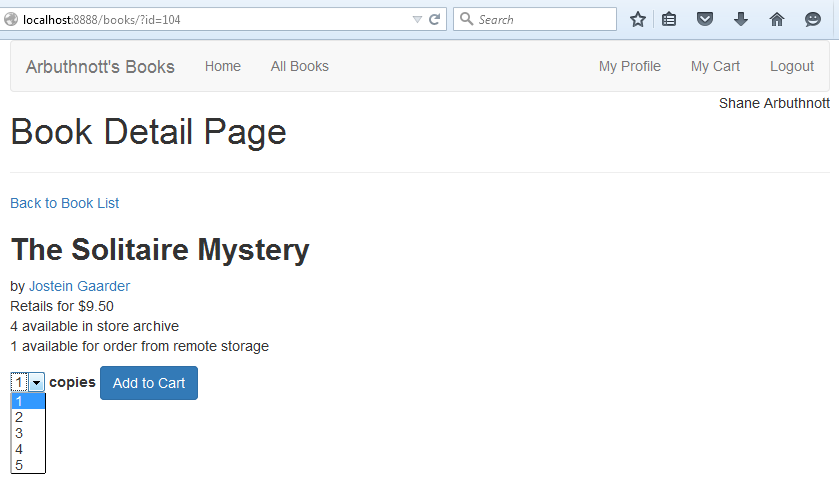 localhost:8888/books/?id=104
Search
Arbuthnott's Books Home All Books My Profile My Cart Logout
Shane Arbuthnott
Book Detail Page
Back to Book List
The Solitaire Mystery
by Jostein Gaarder
Retails for $9.50
4 available in store archive
1 available for order from remote storage
1 copies Add to Cart
1
2
3
4
5